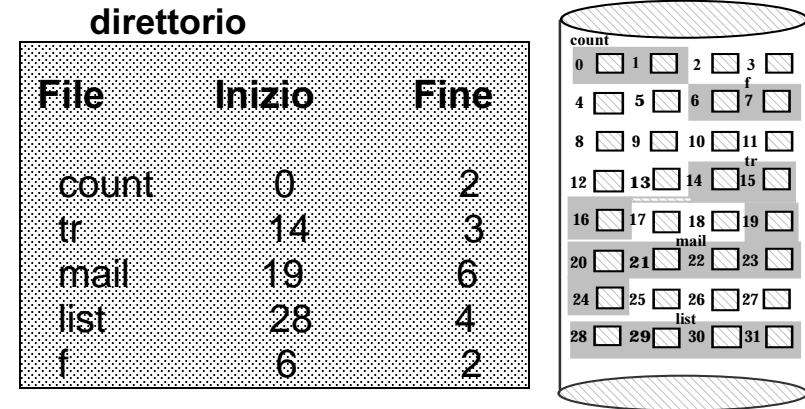 direttorio
File Inizio Fine
count 0 2
tr 14 3
mail 19 6
list 28 4
f 6 2
count
0 1 2 3
f
4 5 6 7
8 9 10 11
tr
12 13 14 15
16 17 18 19
mail
20 21 22 23
24 25 26 27
list
28 29 30 31